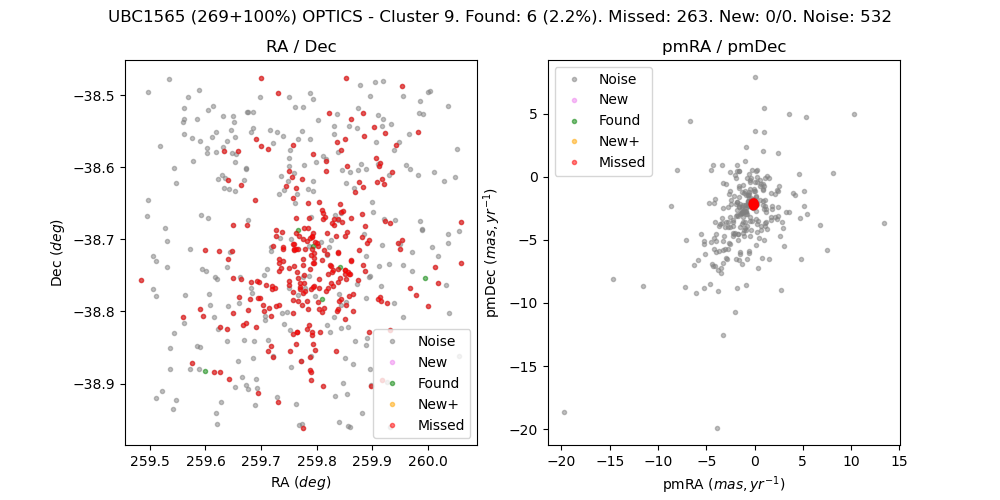 UBC1565 (269+100%) OPTICS - Cluster 9. Found: 6 (2.2%). Missed: 263. New: 0/0. Noise: 532
RA / Dec
pmRA / pmDec
−38.5
−38.6
−38.7
−38.8
−38.9
Dec (deg)
259.5 259.6 259.7 259.8 259.9 260.0
RA (deg)
Noise
New
Found
New+
Missed
5
0
−5
−10
−15
−20
pmDec (mas, yr⁻¹)
−20 −15 −10 −5 0 5 10 15
pmRA (mas, yr⁻¹)
Noise
New
Found
New+
Missed